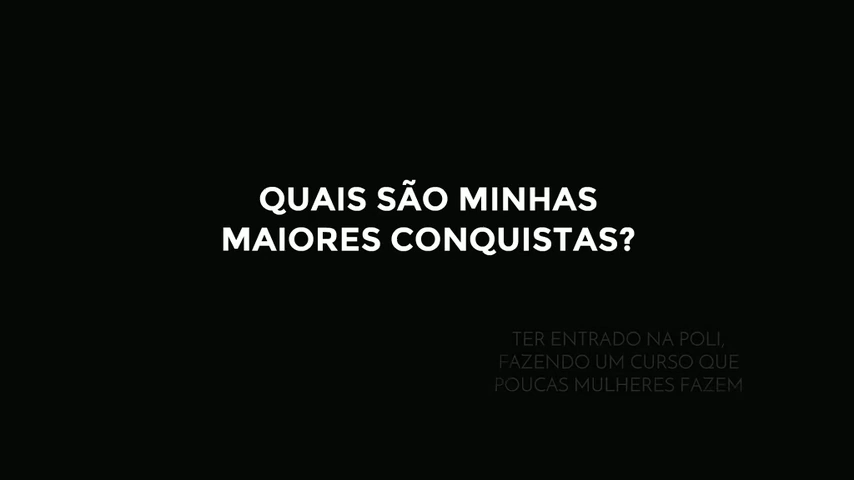 QUAIS SÃO MINHAS
MAIORES CONQUISTAS?
TER ENTRADO NA POLI,
FAZENDO UM CURSO QUE
POUCAS MULHERES FAZEM